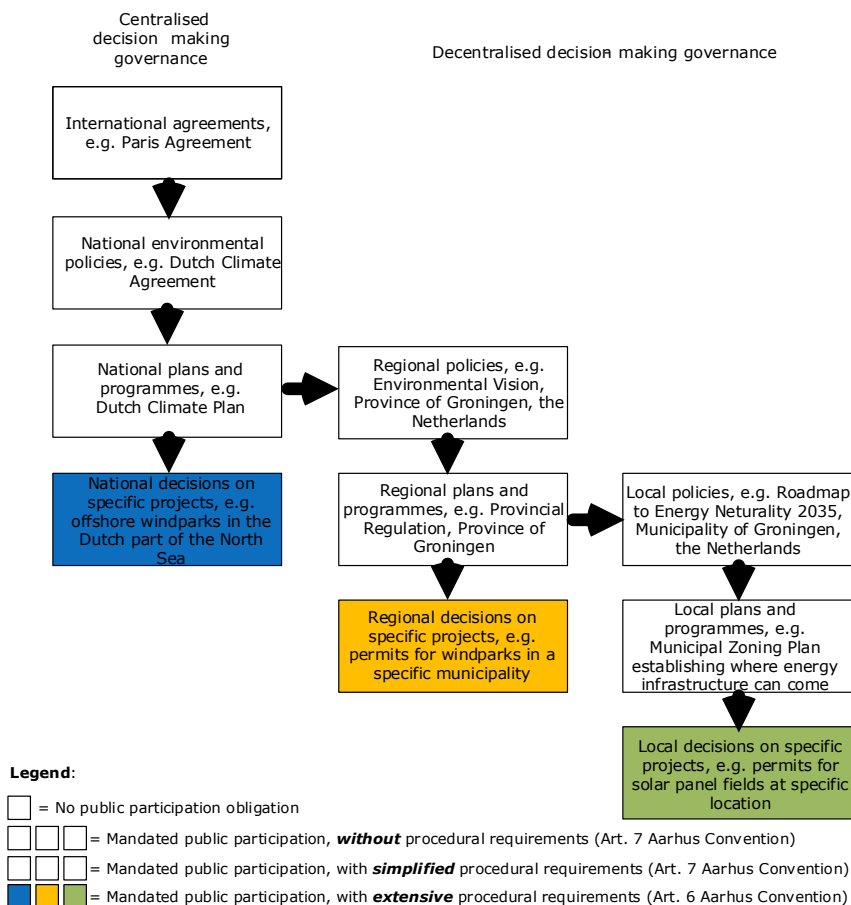 Centralised
decision making
governance
Decentralised decision making governance
International agreements,
e.g. Paris Agreement
National environmental
policies, e.g. Dutch Climate
Agreement
National plans and
programmes, e.g.
Dutch Climate Plan
Regional policies, e.g.
Environmental Vision,
Province of Groningen, the
Netherlands
National decisions on
specific projects, e.g.
offshore windparks in the
Dutch part of the North
Sea
Regional plans and
programmes, e.g. Provincial
Regulation, Province of
Groningen
Local policies, e.g. Roadmap
to Energy Neturality 2035,
Municipality of Groningen,
the Netherlands
Regional decisions on
specific projects, e.g.
permits for windparks in a
specific municipality
Local plans and
programmes, e.g.
Municipal Zoning Plan
establishing where energy
infrastructure can come
Local decisions on specific
projects, e.g. permits for
solar panel fields at specific
location
Legend:
= No public participation obligation
= Mandated public participation, without procedural requirements (Art. 7 Aarhus Convention)
= Mandated public participation, with simplified procedural requirements (Art. 7 Aarhus Convention)
= Mandated public participation, with extensive procedural requirements (Art. 6 Aarhus Convention)